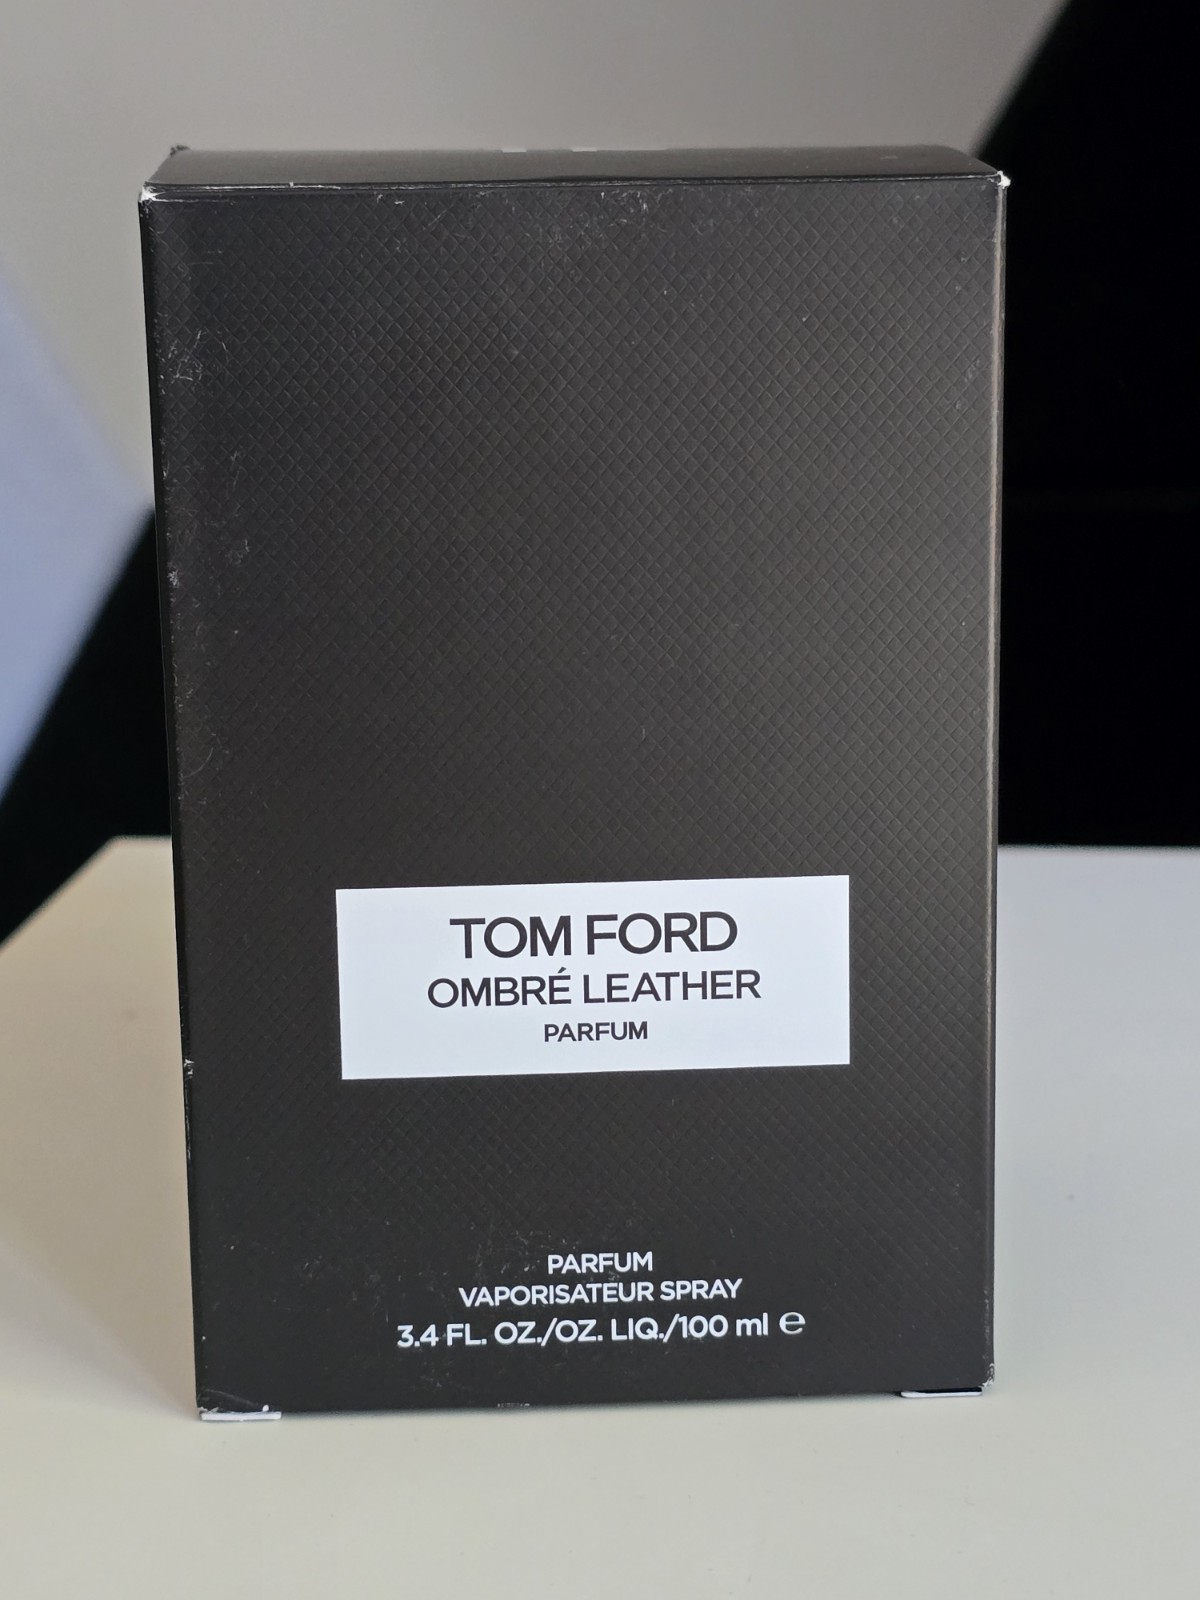 TOM FORD
OMBRÉ LEATHER
PARFUM
PARFUM
VAPORISATEUR SPRAY
3.4 FL. OZ./OZ. LIQ./100 ml ℮